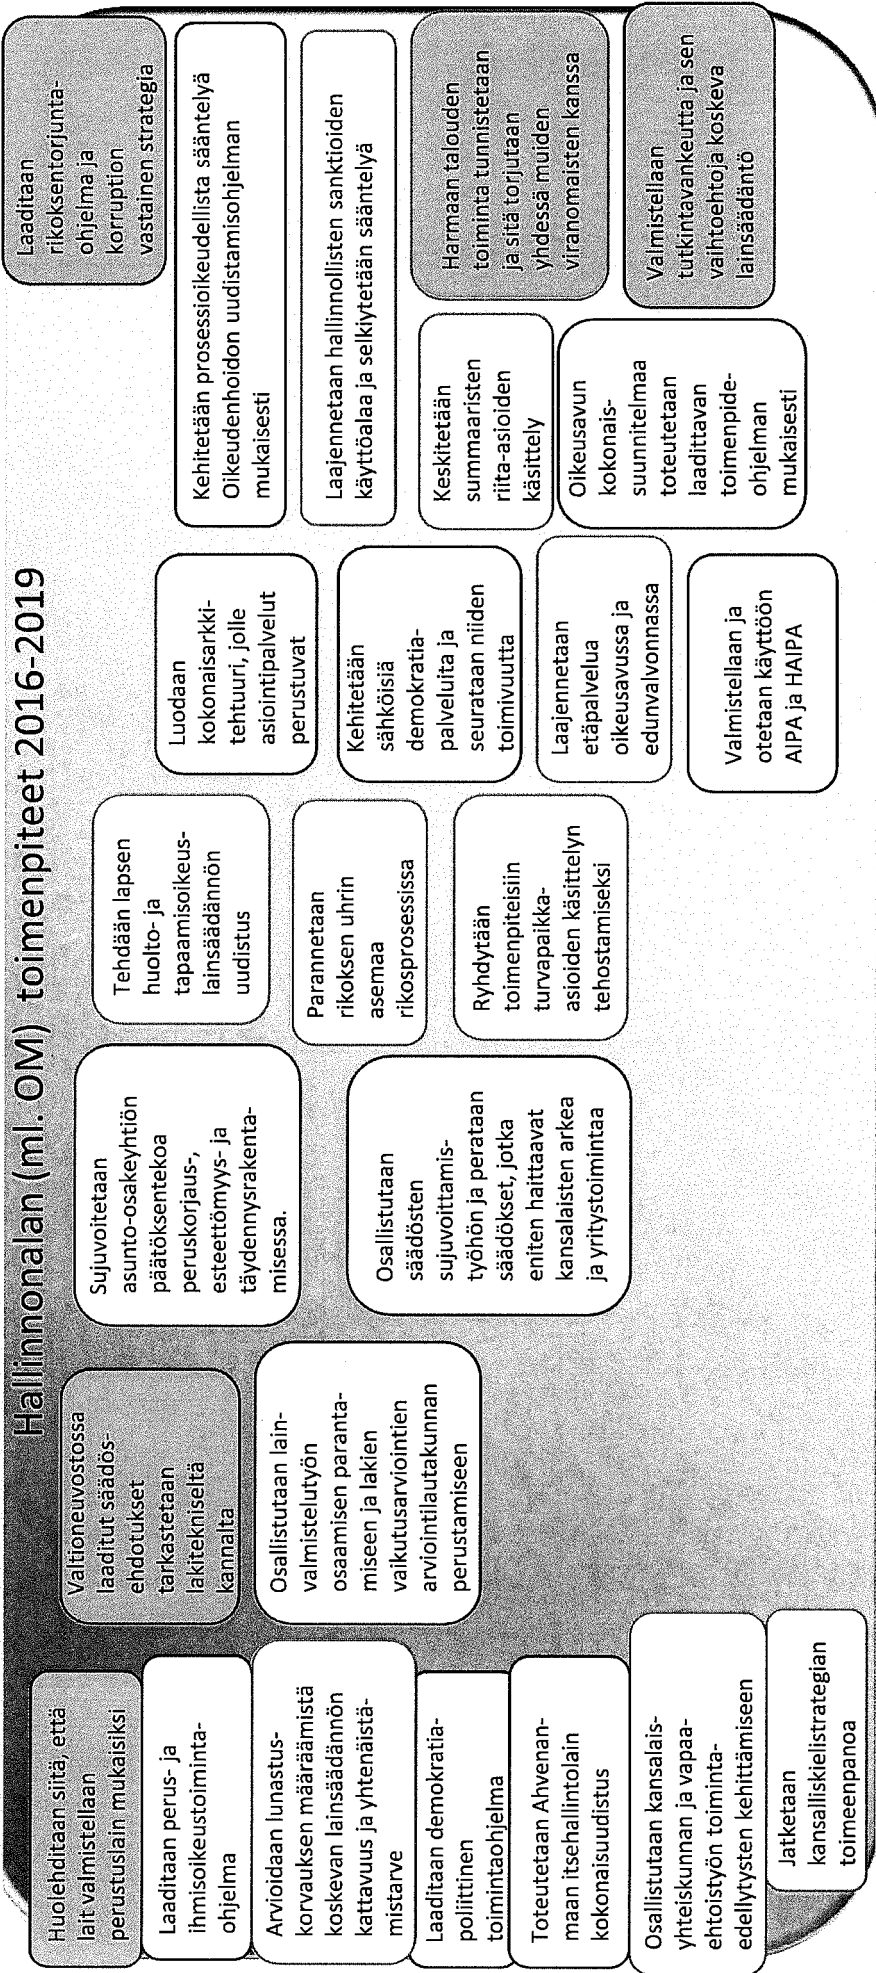 Hallinnonalan (ml. OM) toimenpiteet 2016-2019
Huolehditaan siitä, että
lait valmistellaan
perustuslain mukaisiksi
Laaditaan perus- ja
ihmisoikeustoiminta-
ohjelma
Arvioidaan lunastus-
korvauksen määräämistä
koskevan lainsäädännön
kattavuus ja yhtenäistä-
mistarve
Laaditaan demokratia-
poliittinen
toimintaohjelma
Toteutetaan Ahvenan-
maan itsehallintolain
kokonaisuudistus
Osallistutaan kansalais-
yhteiskunnan ja vapaa-
ehtoistyön toiminta-
edellytysten kehittämiseen
Jatketaan
kansalliskielistrategian
toimeenpanoa
Valtioneuvostossa
laaditut säädös-
ehdotukset
tarkastetaan
lakitekniseltä
kannalta
Osallistutaan lain-
valmistelutyön
osaamisen paranta-
miseen ja lakien
vaikutusarviointien
arviointilautakunnan
perustamiseen
Sujuvoitetaan
asunto-osakeyhtiön
päätöksentekoa
peruskorjaus-,
esteettömyys- ja
täydennysrakenta-
misessa.
Osallistutaan
säädösten
sujuvoittamis-
työhön ja perataan
säädökset, jotka
eniten haittaavat
kansalaisten arkea
ja yritystoimintaa
Tehdään lapsen
huolto- ja
tapaamisoikeus-
lainsäädännön
uudistus
Parannetaan
rikoksen uhrin
asemaa
rikosprosessissa
Ryhdytään
toimenpiteisiin
turvapaikka-
asioiden käsittelyn
tehostamiseksi
Luodaan
kokonaisarkki-
tehtuuri, jolle
asiointipalvelut
perustuvat
Kehitetään
sähköisiä
demokratia-
palveluita ja
seurataan niiden
toimivuutta
Laajennetaan
etäpalvelua
oikeusavussa ja
edunvalvonnassa
Valmistellaan ja
otetaan käyttöön
AIPA ja HAIPA
Laaditaan
rikoksentorjunta-
ohjelma ja
korruption
vastainen strategia
Kehitetään prosessioikeudellista sääntelyä
Oikeudenhoidon uudistamisohjelman
mukaisesti
Laajennetaan hallinnollisten sanktioiden
käyttöalaa ja selkiytetään sääntelyä
Keskitetään
summaaristen
riita-asioiden
käsittely
Harmaan talouden
toiminta tunnistetaan
ja sitä torjutaan
yhdessä muiden
viranomaisten kanssa
Oikeusavun
kokonais-
suunnitelmaa
toteutetaan
laadittavan
toimenpide-
ohjelman
mukaisesti
Valmistellaan
tutkintavankeutta ja sen
vaihtoehtoja koskeva
lainsäädäntö